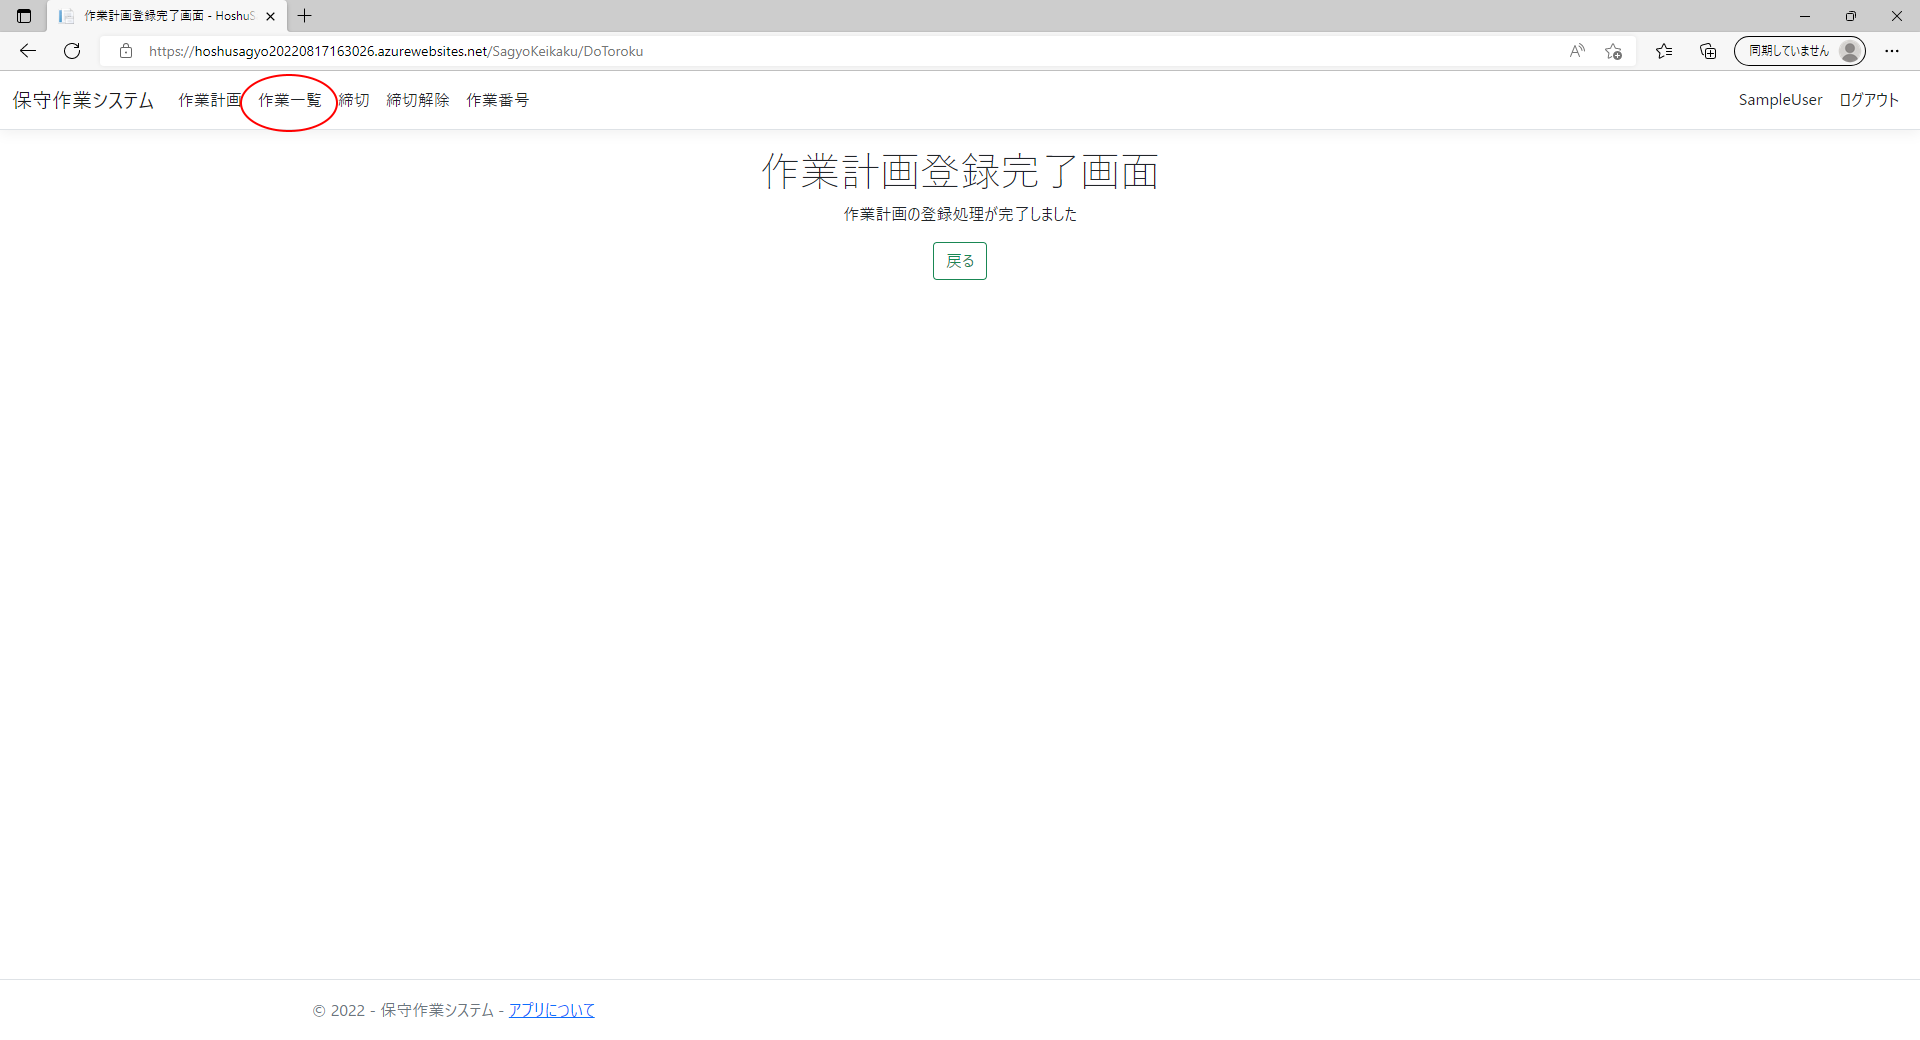 作業計画登録完了画面 - HoshuS
https://hoshusagyo20220817163026.azurewebsites.net/SagyoKeikaku/DoToroku
同期していません
保守作業システム 作業計画 作業一覧 締切 締切解除 作業番号 SampleUser ログアウト
作業計画登録完了画面
作業計画の登録処理が完了しました
戻る
© 2022 - 保守作業システム - アプリについて